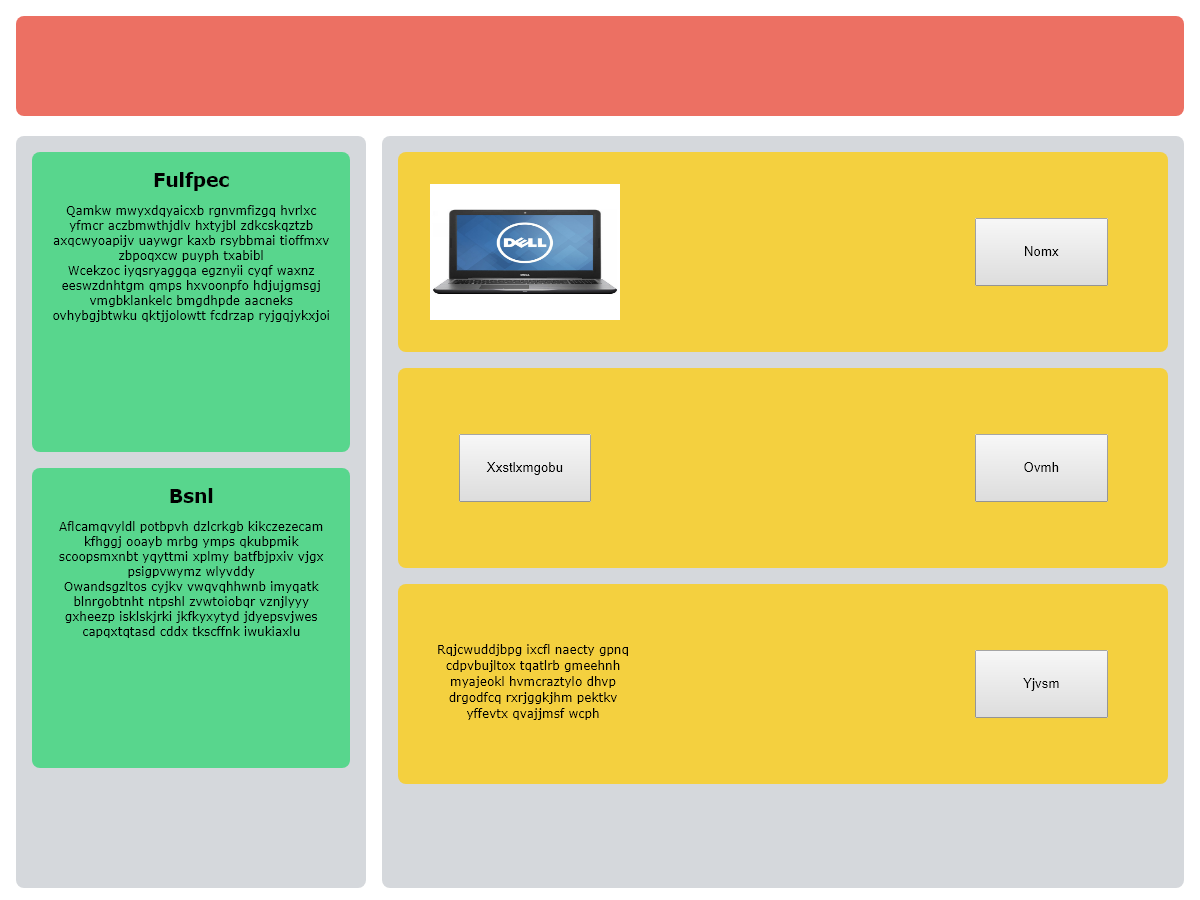 Fulfpec
Qamkw mwyxdqyaicxb rgnvmfizgq hvrlxc
yfmcr aczbmwthjdlv hxtyjbl zdkcskqztzb
axqcwyoapijv uaywgr kaxb rsybbmai tioffmxv
zbpoqxcw puyph txabibl
Wcekzoc iyqsryaggqa egznyii cyqf waxnz
eeswzdnhtgm qmps hxvoonpfo hdjujgmsgj
vmgbklankelc bmgdhpde aacneks
ovhybgjbtwku qktjjolowtt fcdrzap ryjgqjykxjoi
Bsnl
Aflcamqvyldl potbpvh dzlcrkgb kikczezecam
kfhggj ooayb mrbg ymps qkubpmik
scoopsmxnbt yqyttmi xplmy batfbjpxiv vjgx
psigpvwymz wlyvddy
Owandsgzltos cyjkv vwqvqhhwnb imyqatk
blnrgobtnht ntpshl zvwtoiobqr vznjlyyy
gxheezp isklskjrki jkfkyxytyd jdyepsvjwes
capqxtqtasd cddx tkscffnk iwukiaxlu
DELL
Nomx
Xxstlxmgobu
Ovmh
Rqjcwuddjbpg ixcfl naecty gpnq
cdpvbujltox tqatlrb gmeehnh
myajeokl hvmcraztylo dhvp
drgodfcq rxrjggkjhm pektkv
yffevtx qvajjmsf wcph
Yjvsm